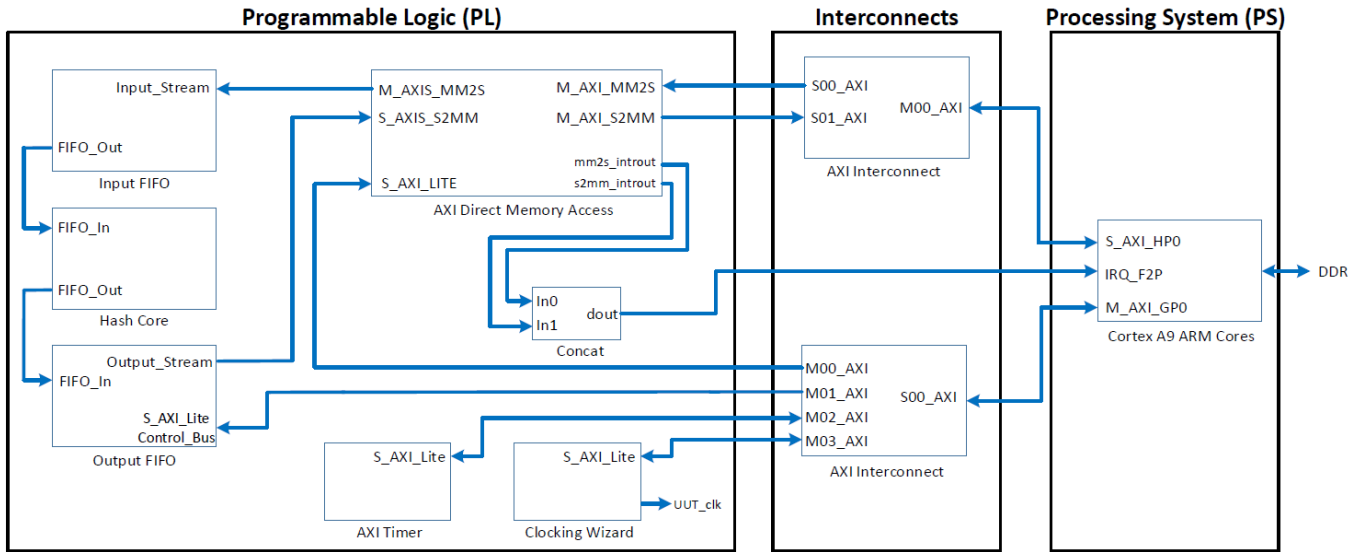 Programmable Logic (PL)
Interconnects
Processing System (PS)
Input_Stream
FIFO_Out
Input FIFO
FIFO_In
FIFO_Out
Hash Core
Output_Stream
FIFO_In
S_AXI_Lite
Control_Bus
Output FIFO
M_AXIS_MM2S
M_AXI_MM2S
S_AXIS_S2MM
M_AXI_S2MM
mm2s_introut
S_AXI_LITE
s2mm_introut
AXI Direct Memory Access
In0
dout
In1
Concat
S_AXI_Lite
AXI Timer
S_AXI_Lite
UUT_clk
Clocking Wizard
S00_AXI
M00_AXI
S01_AXI
AXI Interconnect
M00_AXI
M01_AXI
S00_AXI
M02_AXI
M03_AXI
AXI Interconnect
S_AXI_HP0
IRQ_F2P
DDR
M_AXI_GP0
Cortex A9 ARM Cores